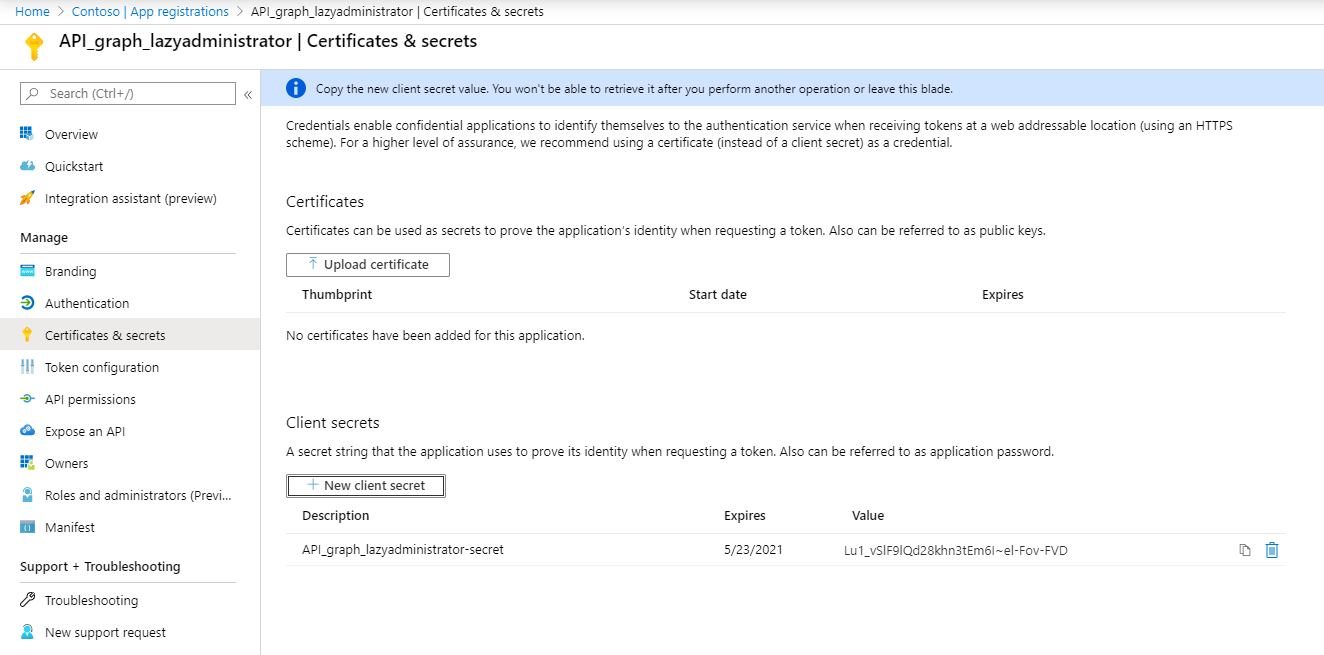 Home > Contoso | App registrations > API_graph_lazyadministrator | Certificates & secrets
API_graph_lazyadministrator | Certificates & secrets
Search (Ctrl+/)
«
Overview
Quickstart
Integration assistant (preview)
Manage
Branding
Authentication
Certificates & secrets
Token configuration
API permissions
Expose an API
Owners
Roles and administrators (Previ...
Manifest
Support + Troubleshooting
Troubleshooting
New support request
Copy the new client secret value. You won't be able to retrieve it after you perform another operation or leave this blade.
Credentials enable confidential applications to identify themselves to the authentication service when receiving tokens at a web addressable location (using an HTTPS
scheme). For a higher level of assurance, we recommend using a certificate (instead of a client secret) as a credential.
Certificates
Certificates can be used as secrets to prove the application's identity when requesting a token. Also can be referred to as public keys.
Upload certificate
Thumbprint Start date Expires
No certificates have been added for this application.
Client secrets
A secret string that the application uses to prove its identity when requesting a token. Also can be referred to as application password.
+ New client secret
Description Expires Value
API_graph_lazyadministrator-secret 5/23/2021